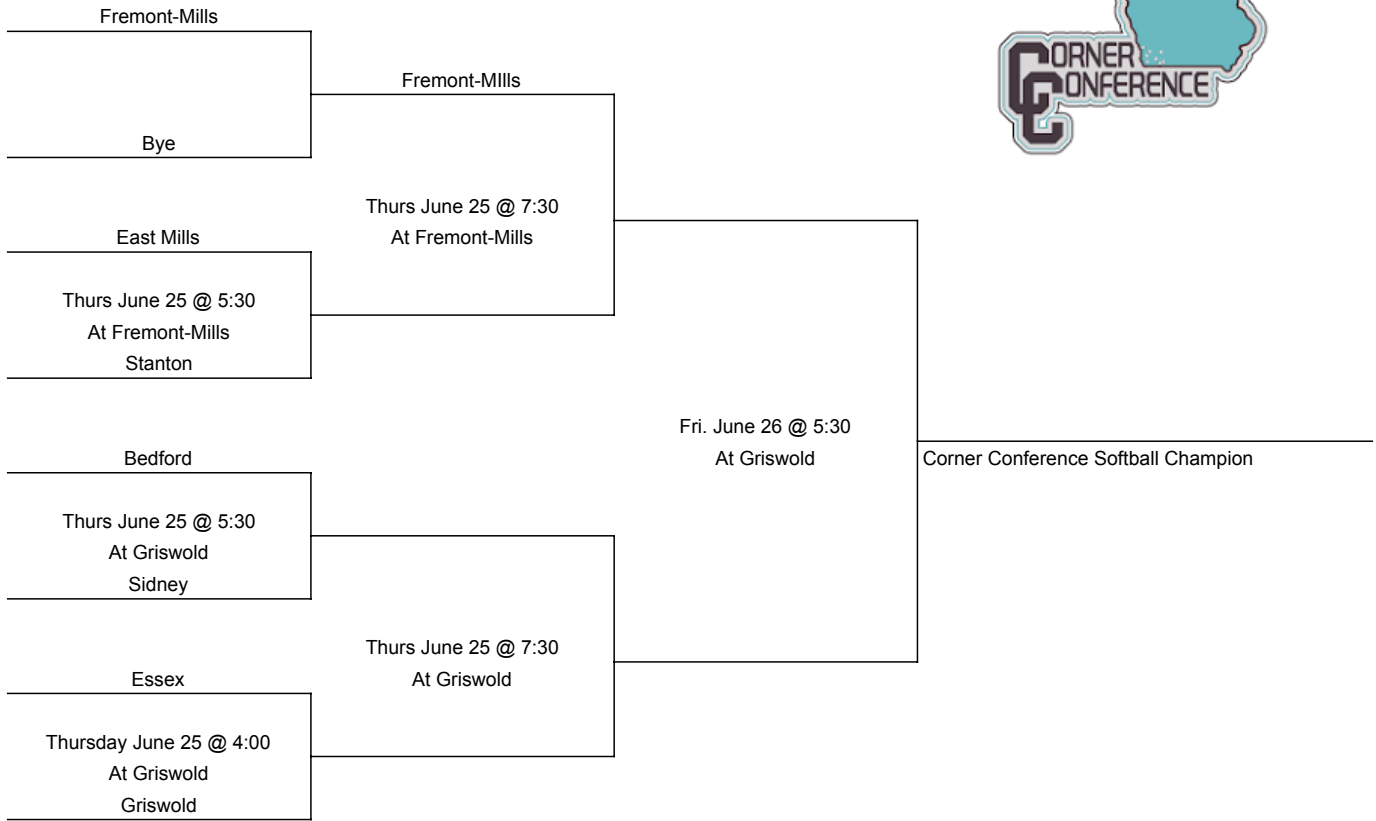 Fremont-Mills
CORNER
CONFERENCE
Fremont-MIlls
Bye
Thurs June 25 @ 7:30
At Fremont-Mills
East Mills
Thurs June 25 @ 5:30
At Fremont-Mills
Stanton
Fri. June 26 @ 5:30
At Griswold
Corner Conference Softball Champion
Bedford
Thurs June 25 @ 5:30
At Griswold
Sidney
Thurs June 25 @ 7:30
At Griswold
Essex
Thursday June 25 @ 4:00
At Griswold
Griswold